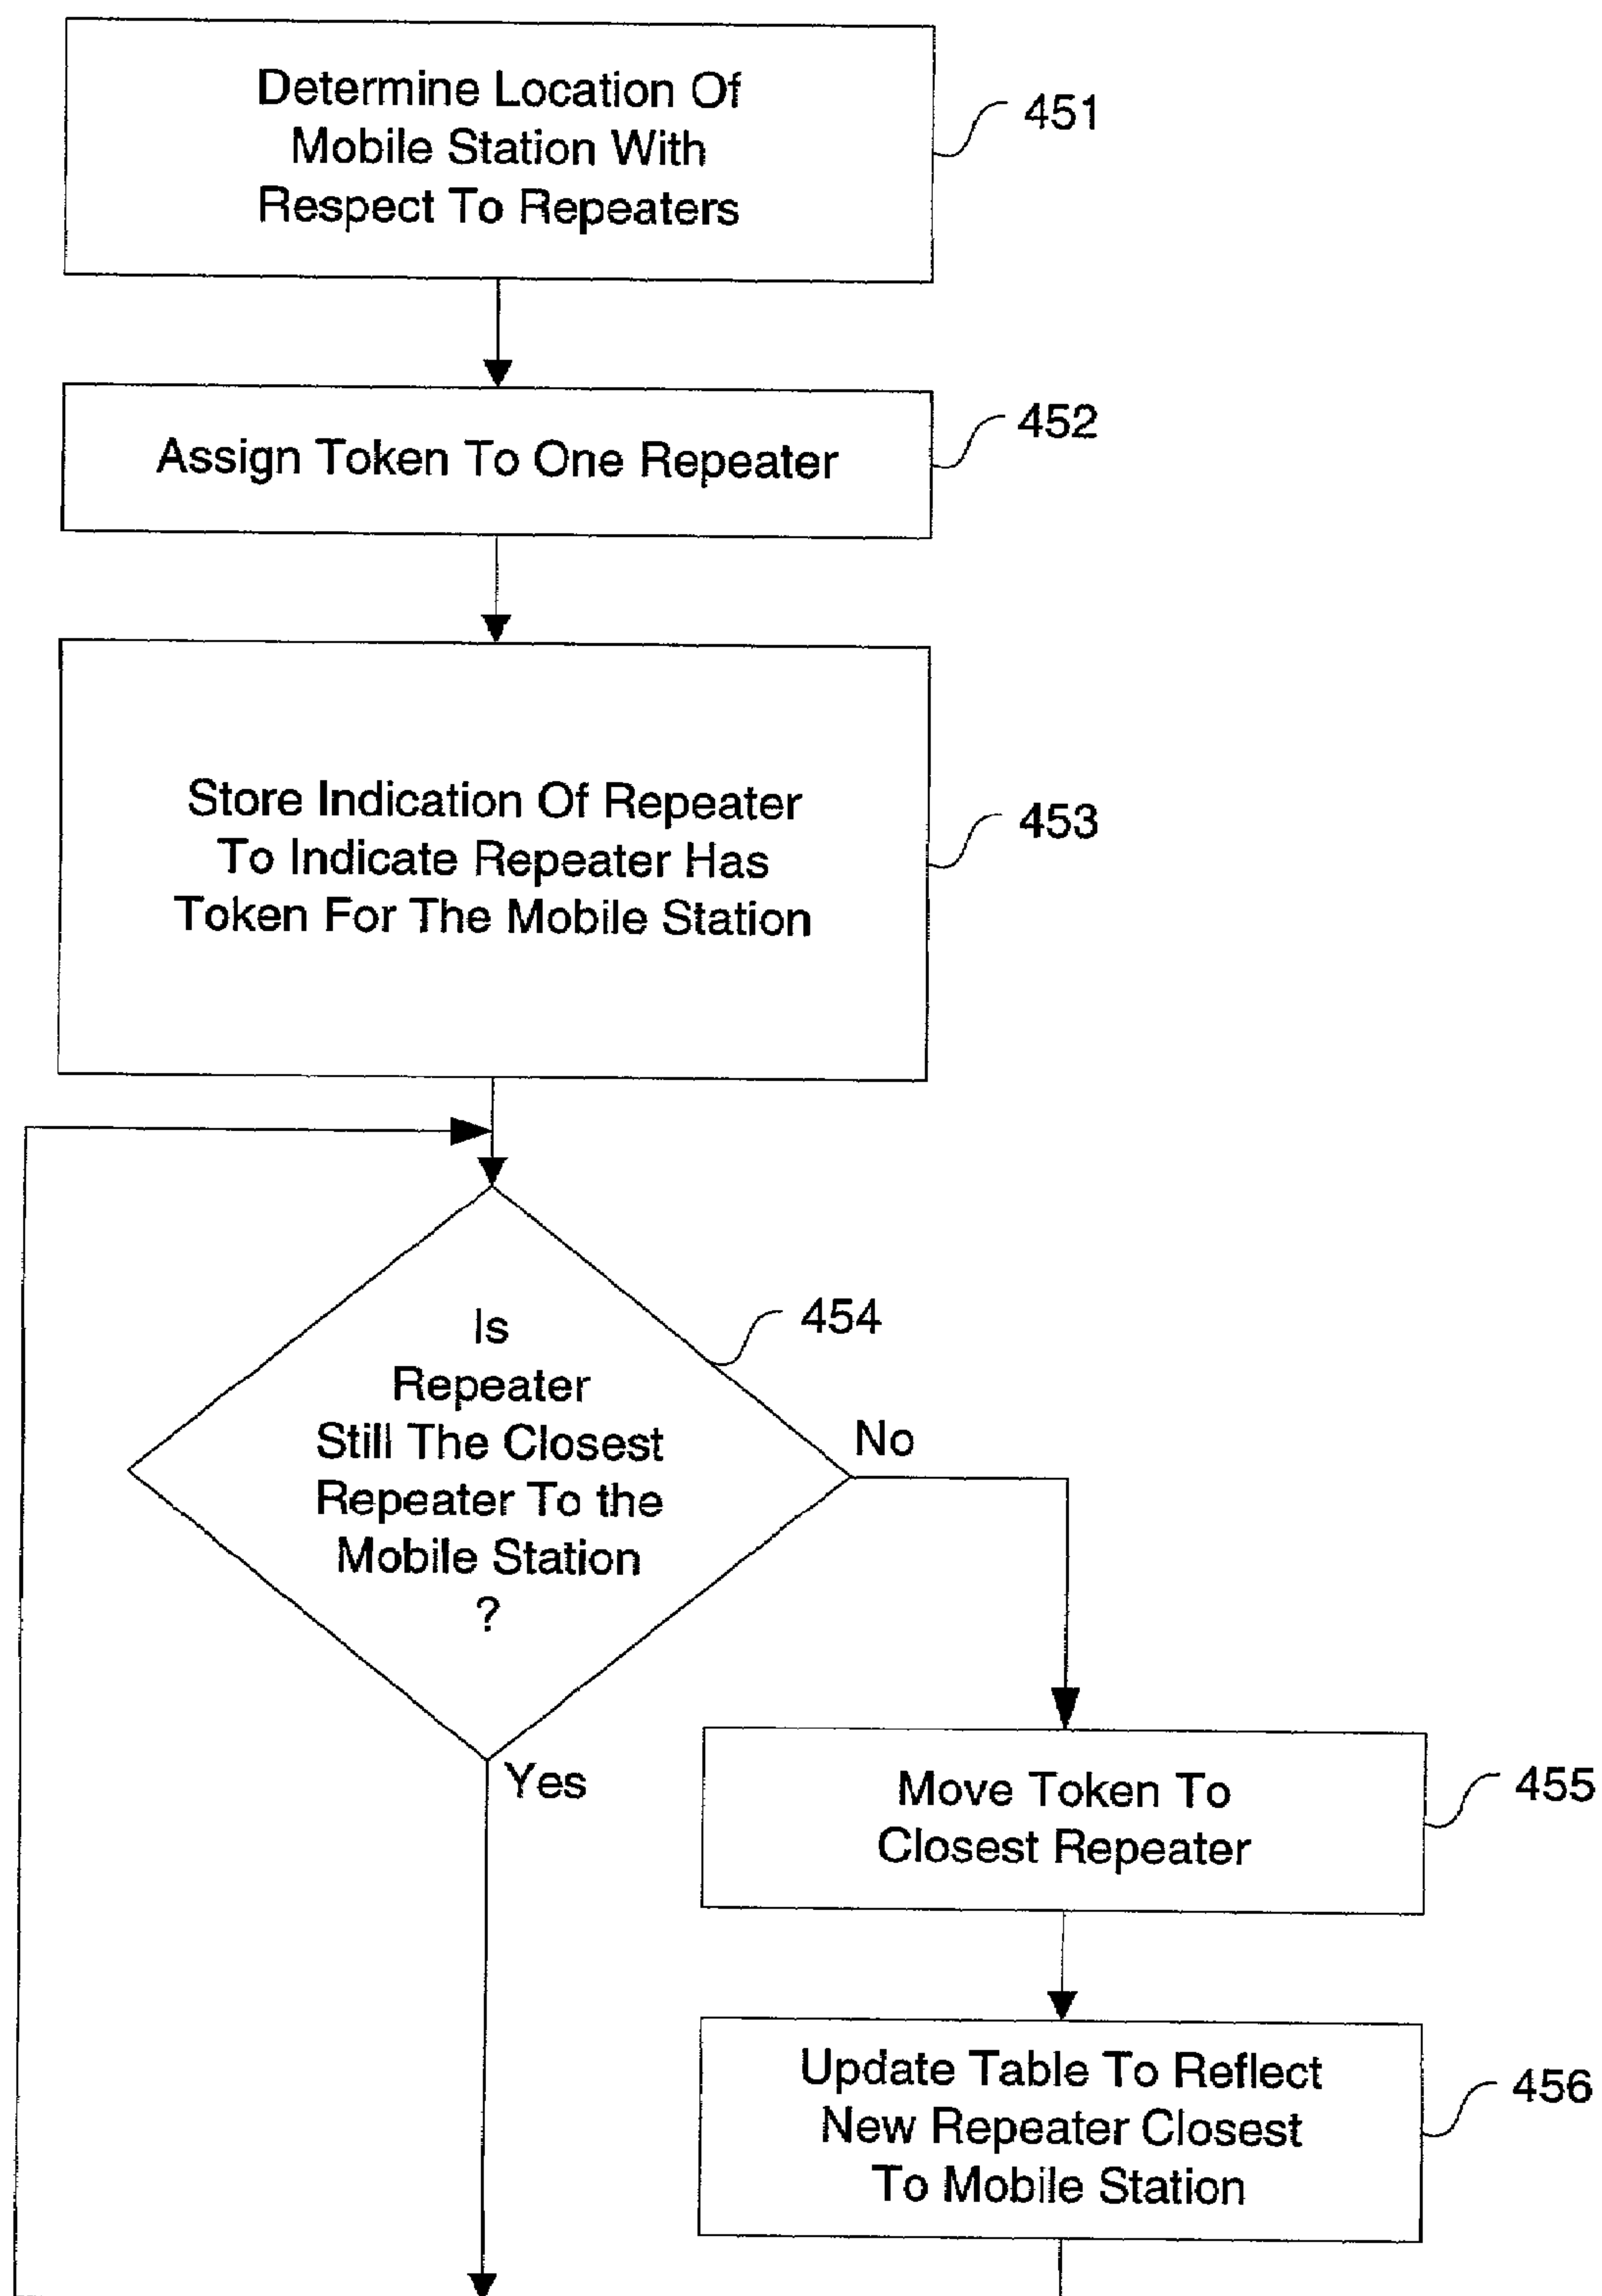 Determine Location Of
Mobile Station With
Respect To Repeaters
451
Assign Token To One Repeater
452
Store Indication Of Repeater
To Indicate Repeater Has
Token For The Mobile Station
453
Is
Repeater
Still The Closest
Repeater To the
Mobile Station
?
454
No
Yes
Move Token To
Closest Repeater
455
Update Table To Reflect
New Repeater Closest
To Mobile Station
456